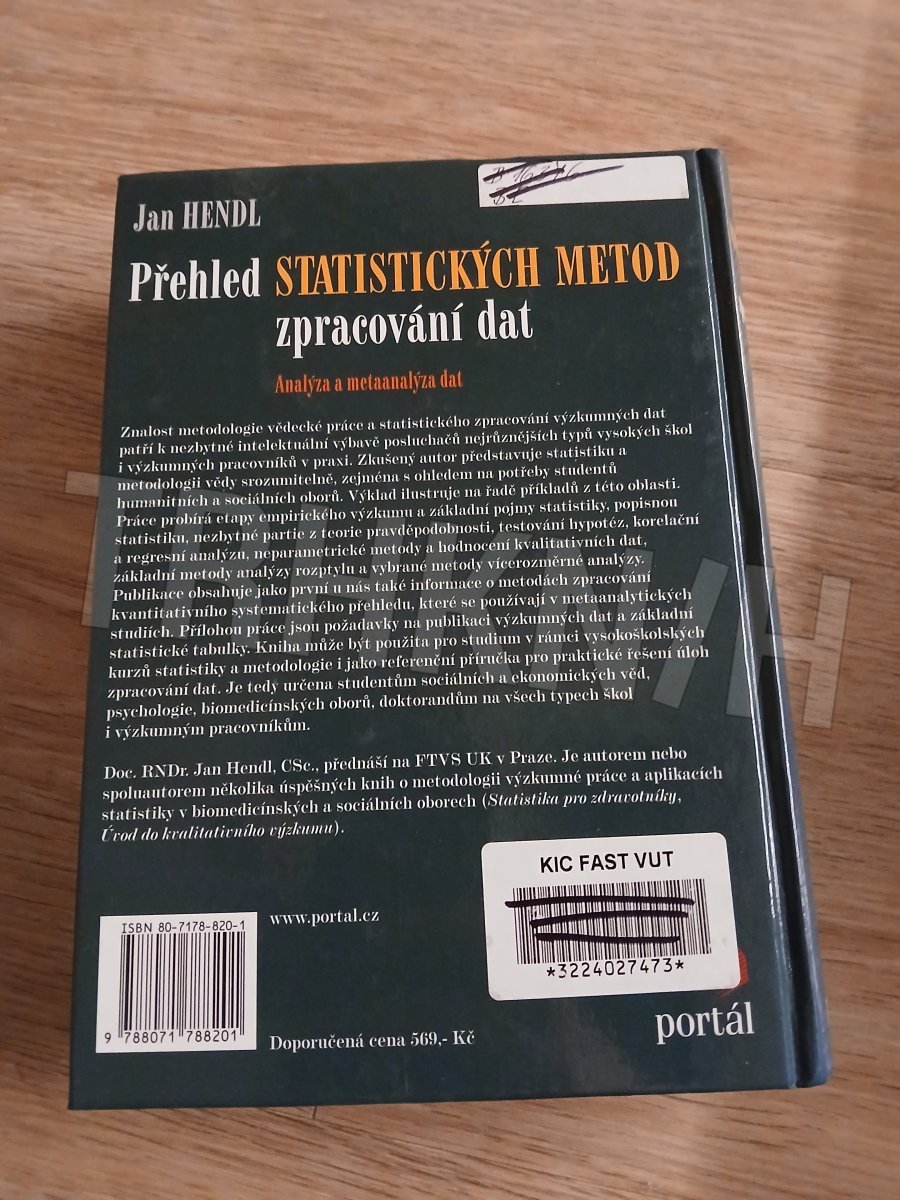 Jan HENDL
Přehled STATISTICKÝCH METOD
zpracování dat
Analýza a metaanalýza dat
Znalost metodologie vědecké práce a statistického zpracování výzkumných dat
patří k nezbytné intelektuální výbavě posluchačů nejrůznějších typů vysokých škol
i výzkumných pracovníků v praxi. Zkušený autor představuje statistiku a
metodologii vědy srozumitelně, zejména s ohledem na potřeby studentů
humanitních a sociálních oborů. Výklad ilustruje na řadě příkladů z této oblasti.
Práce probírá etapy empirického výzkumu a základní pojmy statistiky, popisnou
statistiku, nezbytné partie z teorie pravděpodobnosti, testování hypotéz, korelační
a regresní analýzu, neparametrické metody a hodnocení kvalitativních dat,
základní metody analýzy rozptylu a vybrané metody vícerozměrné analýzy.
Publikace obsahuje jako první u nás také informace o metodách zpracování
kvantitativního systematického přehledu, které se používají v metaanalytických
studiích. Přílohou práce jsou požadavky na publikaci výzkumných dat a základní
statistické tabulky. Kniha může být použita pro studium v rámci vysokoškolských
kurzů statistiky a metodologie i jako referenční příručka pro praktické řešení úloh
zpracování dat. Je tedy určena studentům sociálních a ekonomických věd,
psychologie, biomedicínských oborů, doktorandům na všech typech škol
i výzkumným pracovníkům.
Doc. RNDr. Jan Hendl, CSc., přednáší na FTVS UK v Praze. Je autorem nebo
spoluautorem několika úspěšných knih o metodologii výzkumné práce a aplikacích
statistiky v biomedicínských a sociálních oborech (Statistika pro zdravotníky,
Úvod do kvalitativního výzkumu).
KIC FAST VUT
*3224027473*
ISBN 80-7178-820-1
9 788071 788201
www.portal.cz
Doporučená cena 569,- Kč
portál
TRHKNIH